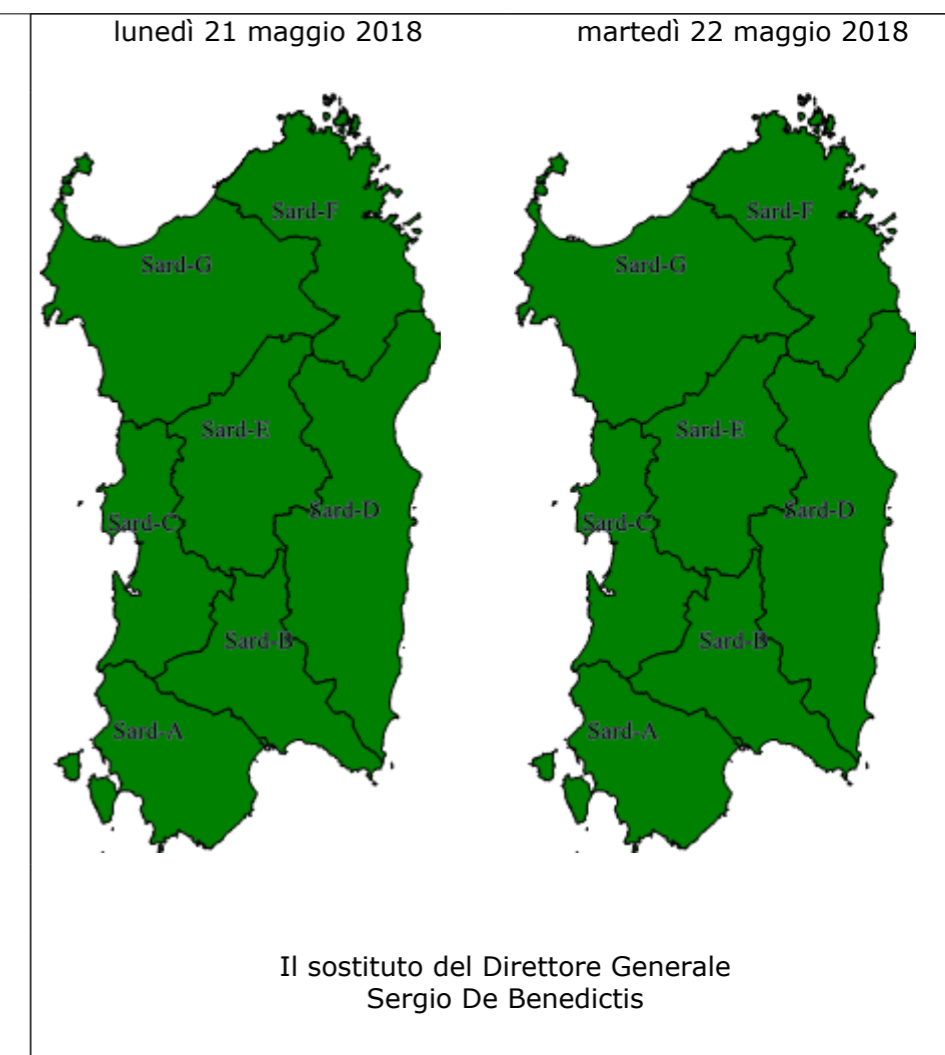 lunedì 21 maggio 2018
martedì 22 maggio 2018
Sard-F
Sard-G
Sard-E
Sard-D
Sard-C
Sard-B
Sard-A
Sard-F
Sard-G
Sard-E
Sard-D
Sard-C
Sard-B
Sard-A
Il sostituto del Direttore Generale
Sergio De Benedictis